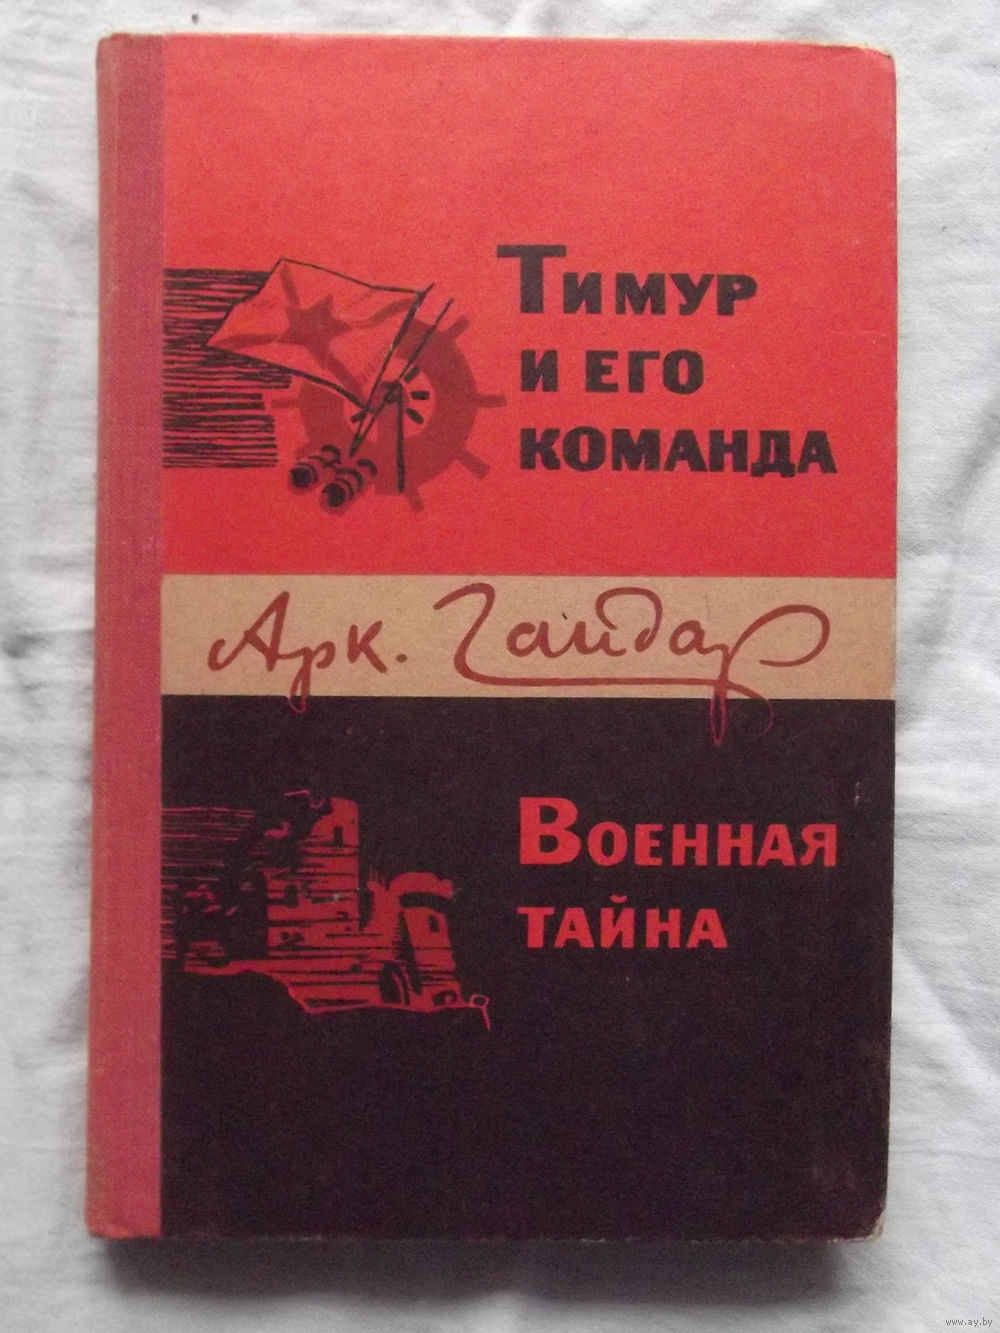 Тимур
и его
команда
Арк. Гайдар
Военная
тайна
www.ay.by